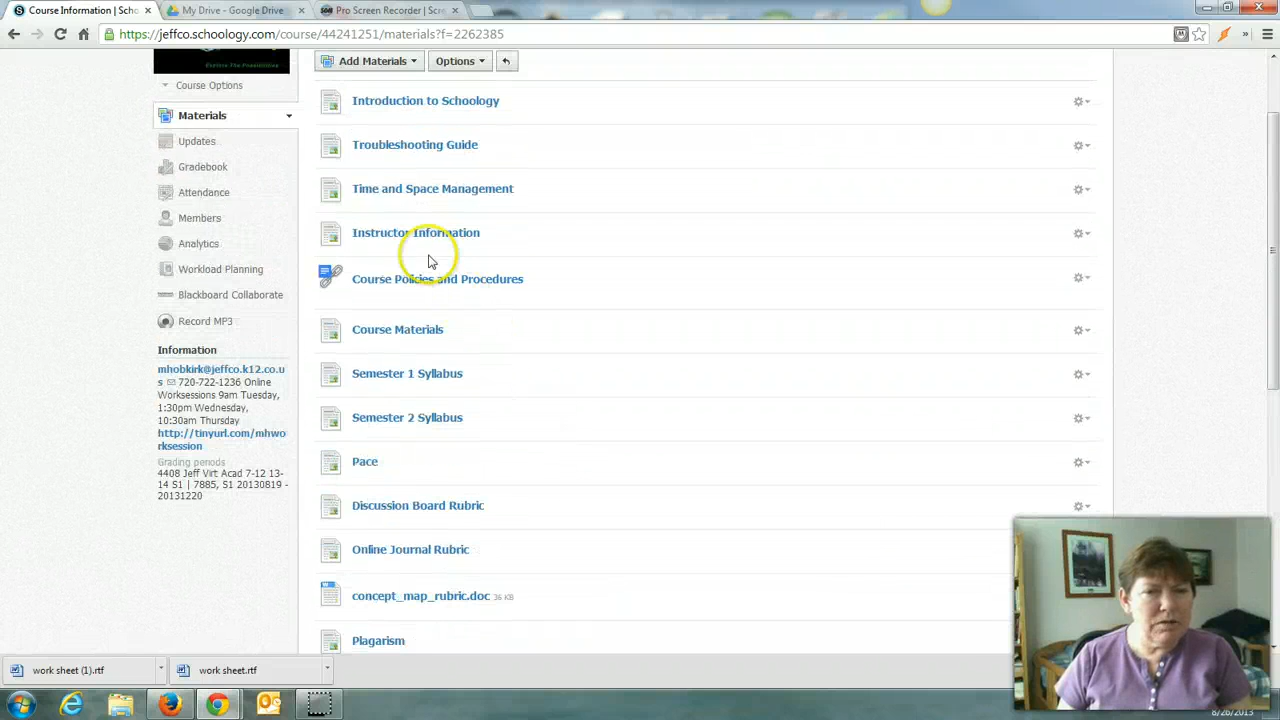 Course Information | Scho
My Drive - Google Drive
Pro Screen Recorder | Scre
https://jeffco.schoology.com/course/44241251/materials?f=2262385
Explore the Possibilities
Course Options
Materials
Updates
Gradebook
Attendance
Members
Analytics
Workload Planning
Blackboard Collaborate
Record MP3
Information
mhobkirk@jeffco.k12.co.u
s 720-722-1236 Online
Worksessions 9am Tuesday,
1:30pm Wednesday,
10:30am Thursday
http://tinyurl.com/mhwo
rksession
Grading periods
4408 Jeff Virt Acad 7-12 13-
14 S1 | 7885, S1 20130819 -
20131220
Add Materials
Options
Introduction to Schoology
Troubleshooting Guide
Time and Space Management
Instructor Information
Course Policies and Procedures
Course Materials
Semester 1 Syllabus
Semester 2 Syllabus
Pace
Discussion Board Rubric
Online Journal Rubric
concept_map_rubric.doc 36 KB
Plagarism
work sheet (1).rtf
work sheet.rtf
8/26/2013